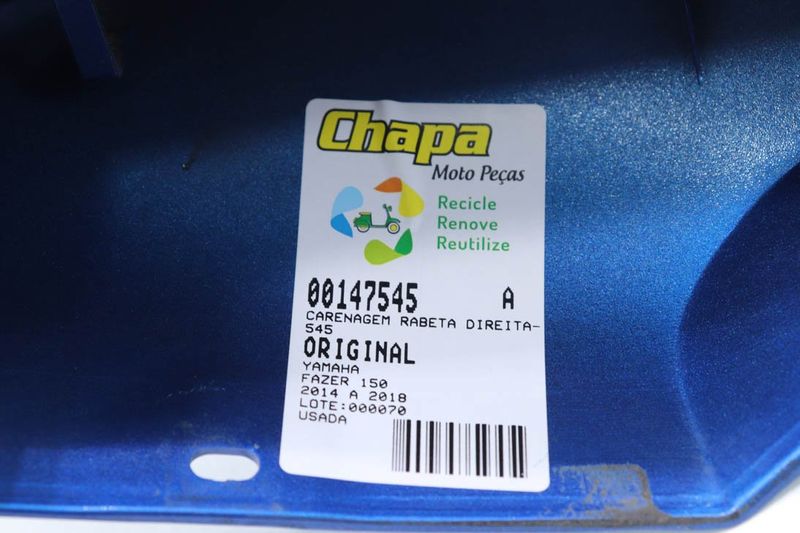 Chapa
Moto Peças
Recicle
Renove
Reutilize
00147545 A
CARENAGEM RABETA DIREITA-
545
ORIGINAL
YAMAHA
FAZER 150
2014 A 2018
LOTE:000070
USADA